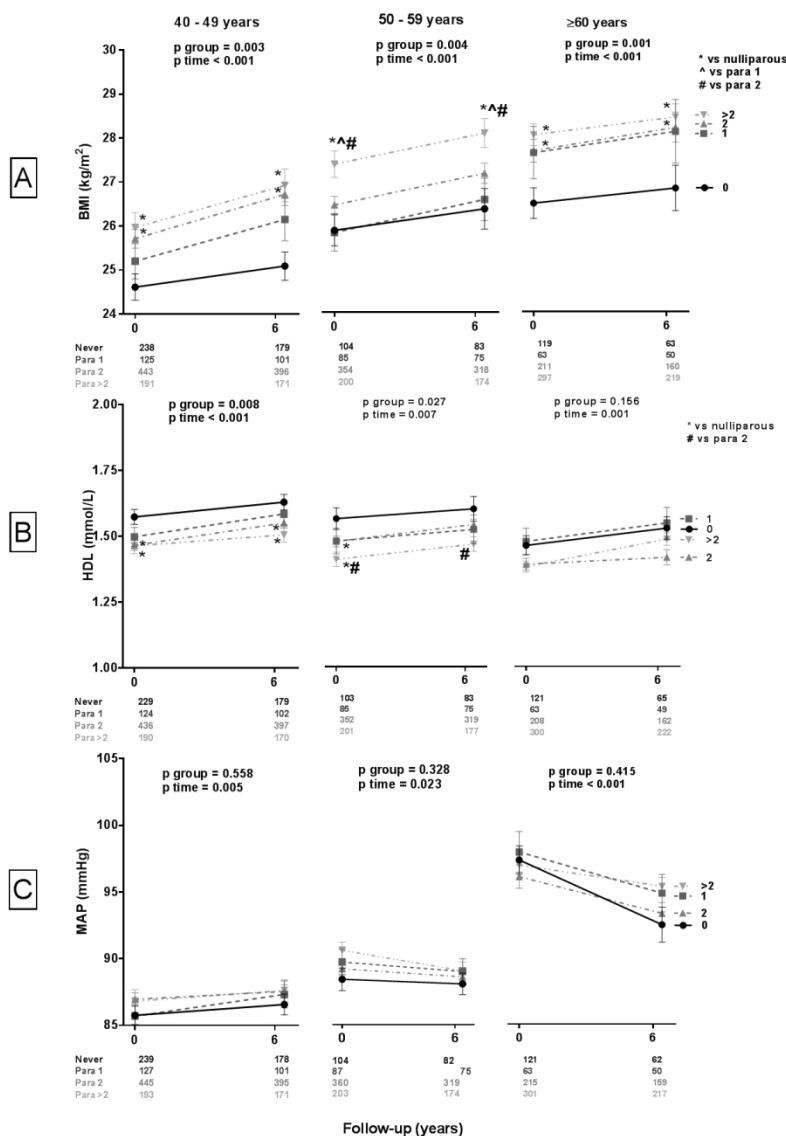 40 - 49 years
50 - 59 years
≥60 years
A
p group = 0.003
p time < 0.001
p group = 0.004
p time < 0.001
p group = 0.001
p time < 0.001
* vs nulliparous
^ vs para 1
# vs para 2
BMI (kg/m²)
30
29
28
27
26
25
24
* * * *
*^# *^#
* * * *
>2
2
1
0
0 6 0 6 0 6
Never 238 179 104 83 119 63
Para 1 125 101 85 75 63 50
Para 2 443 396 354 318 211 160
Para >2 191 171 200 174 297 219
B
p group = 0.008
p time < 0.001
p group = 0.027
p time = 0.007
p group = 0.156
p time = 0.001
* vs nulliparous
# vs para 2
HDL (mmol/L)
2.00
1.75
1.50
1.25
1.00
* * * *
* *# #
1
0
>2
2
0 6 0 6 0 6
Never 229 179 103 83 121 65
Para 1 124 102 85 75 63 49
Para 2 436 397 352 319 208 162
Para >2 190 170 201 177 300 222
C
p group = 0.558
p time = 0.005
p group = 0.328
p time = 0.023
p group = 0.415
p time < 0.001
MAP (mmHg)
105
100
95
90
85
>2
1
2
0
0 6 0 6 0 6
Never 239 178 104 82 121 62
Para 1 127 101 87 75 63 50
Para 2 445 395 360 319 215 159
Para >2 193 171 203 174 301 217
Follow-up (years)